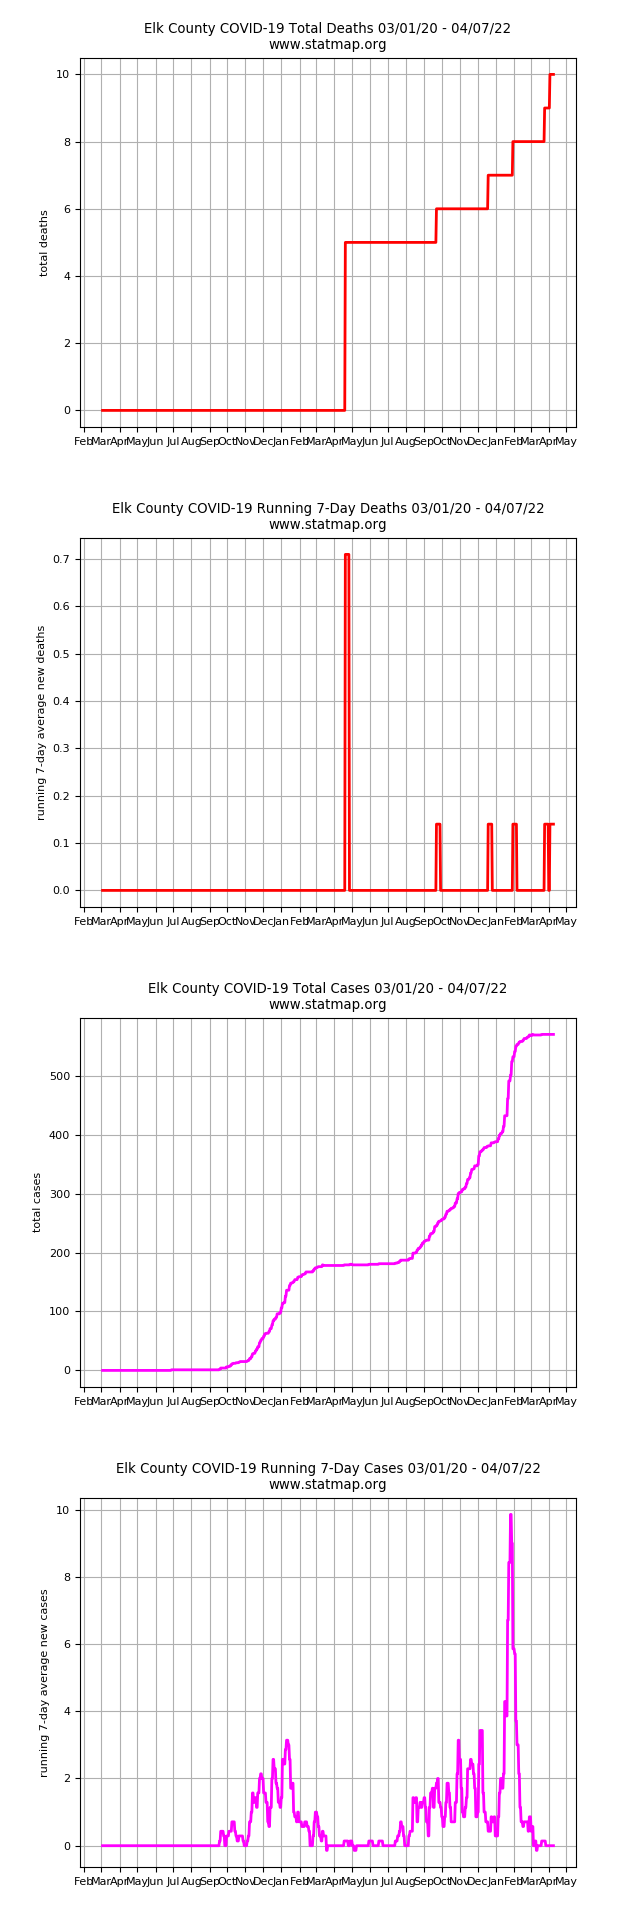 Elk County COVID-19 Total Deaths 03/01/20 - 04/07/22
www.statmap.org
10
8
6
4
2
0
total deaths
Feb Mar Apr May Jun Jul Aug Sep Oct Nov Dec Jan Feb Mar Apr May Jun Jul Aug Sep Oct Nov Dec Jan Feb Mar Apr May
Elk County COVID-19 Running 7-Day Deaths 03/01/20 - 04/07/22
www.statmap.org
0.7
0.6
0.5
0.4
0.3
0.2
0.1
0.0
running 7-day average new deaths
Feb Mar Apr May Jun Jul Aug Sep Oct Nov Dec Jan Feb Mar Apr May Jun Jul Aug Sep Oct Nov Dec Jan Feb Mar Apr May
Elk County COVID-19 Total Cases 03/01/20 - 04/07/22
www.statmap.org
500
400
300
200
100
0
total cases
Feb Mar Apr May Jun Jul Aug Sep Oct Nov Dec Jan Feb Mar Apr May Jun Jul Aug Sep Oct Nov Dec Jan Feb Mar Apr May
Elk County COVID-19 Running 7-Day Cases 03/01/20 - 04/07/22
www.statmap.org
10
8
6
4
2
0
running 7-day average new cases
Feb Mar Apr May Jun Jul Aug Sep Oct Nov Dec Jan Feb Mar Apr May Jun Jul Aug Sep Oct Nov Dec Jan Feb Mar Apr May